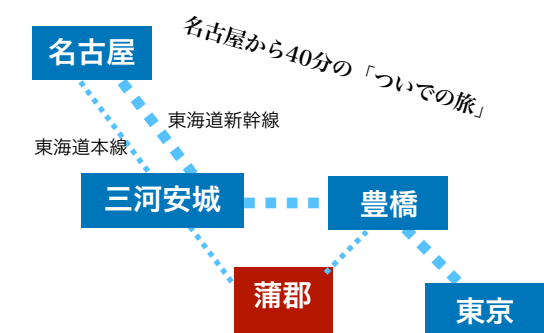 名古屋から40分の「ついでの旅」
名古屋
東海道新幹線
東海道本線
三河安城
豊橋
蒲郡
東京